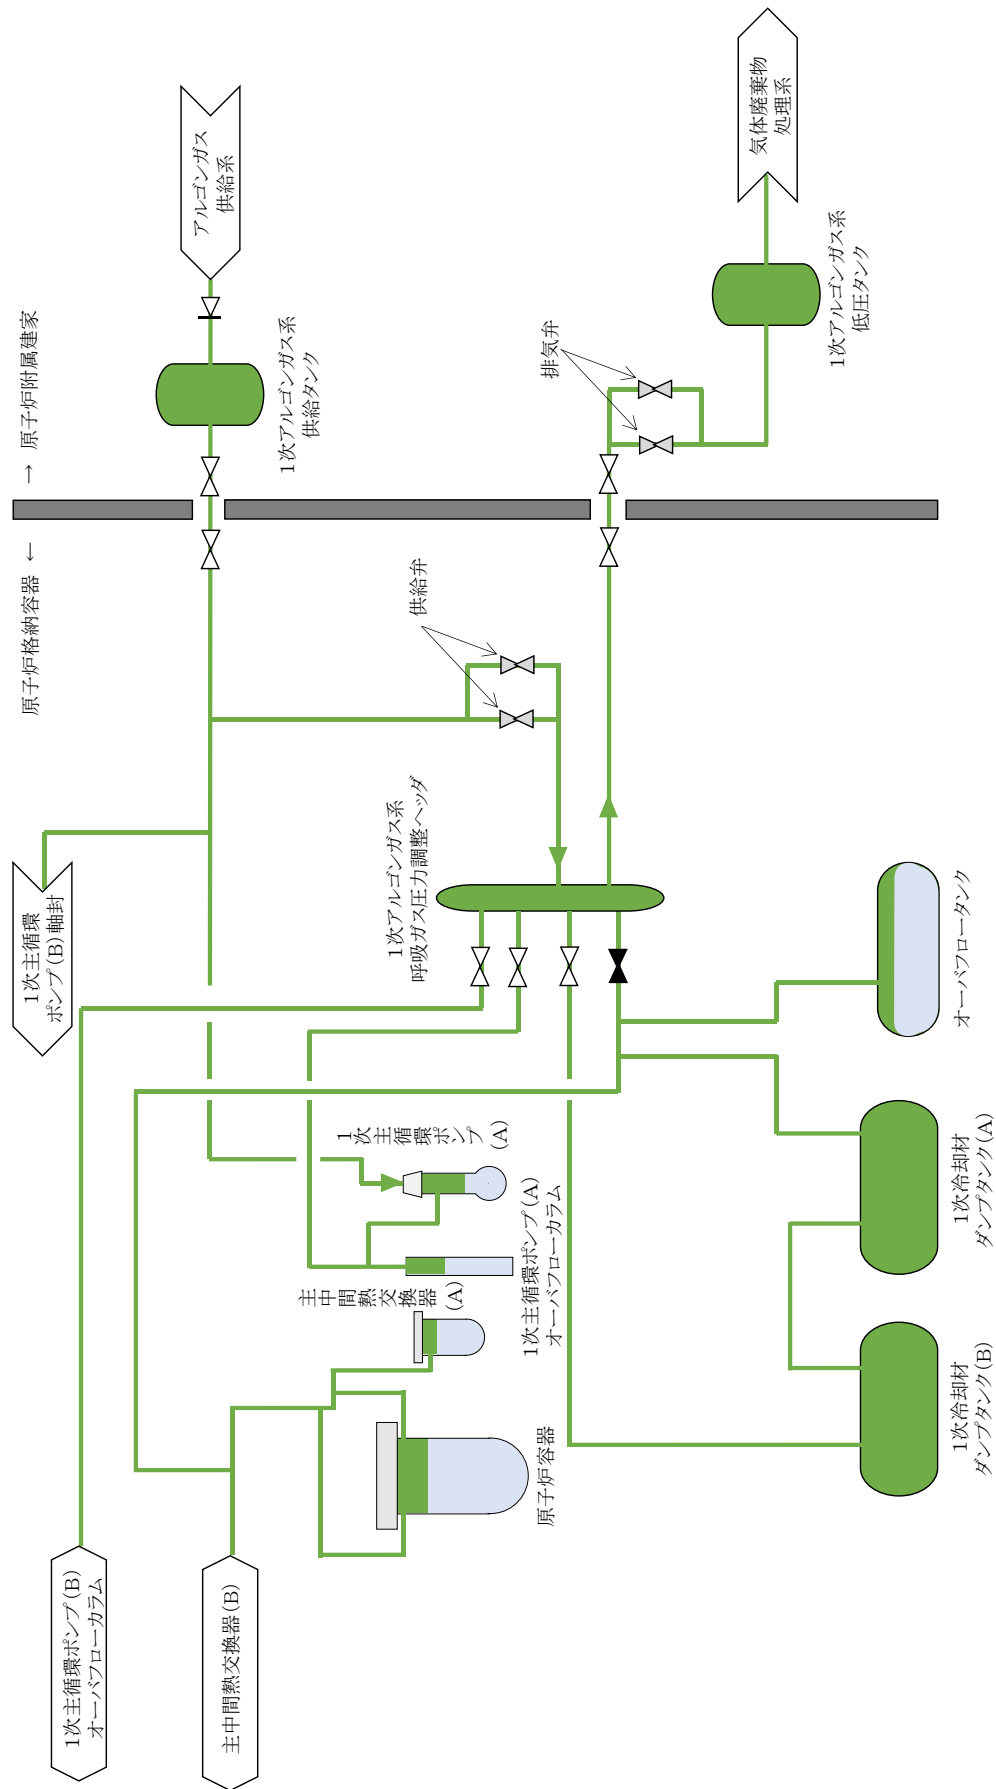 1次主循環ポンプ(B)
オーバフローカラム
主中間熱交換器(B)
1次主循環
ポンプ(B)軸封
原子炉格納容器 ←
→ 原子炉附属建家
アルゴンガス
供給系
1次アルゴンガス系
供給タンク
供給弁
1次アルゴンガス系
呼吸ガス圧力調整ヘッダ
1次主循環ポンプ
(A)
主中間熱交換器
(A)
1次主循環ポンプ(A)
オーバフローカラム
原子炉容器
排気弁
気体廃棄物
処理系
1次アルゴンガス系
低圧タンク
オーバフロータンク
1次冷却材
ダンプタンク(A)
1次冷却材
ダンプタンク(B)